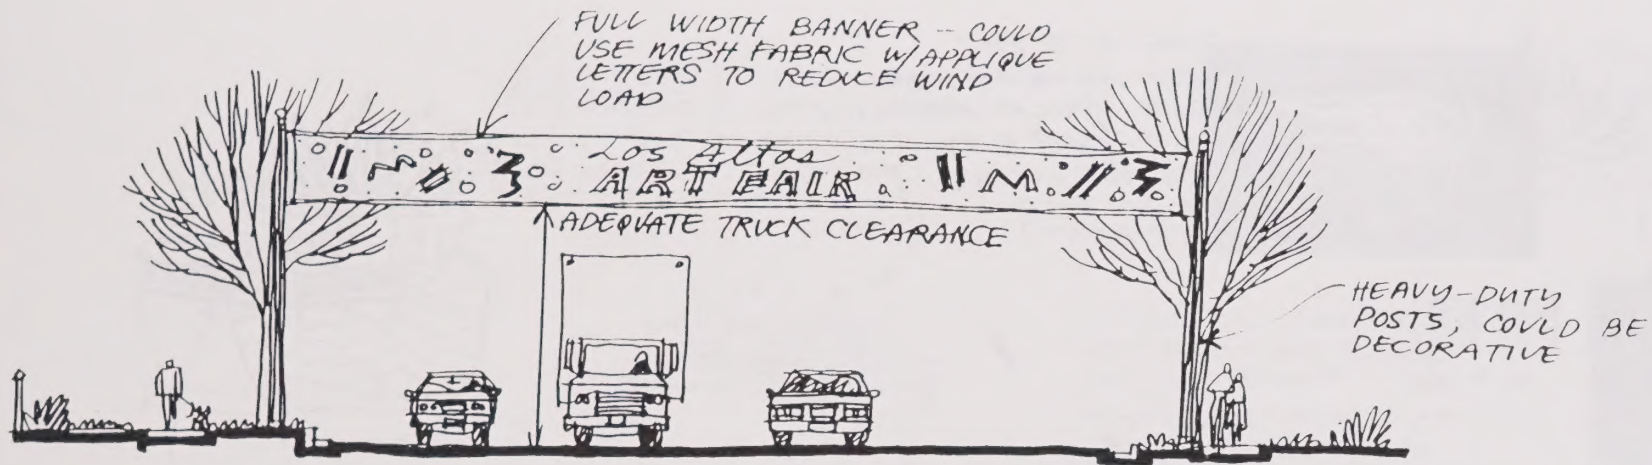 FULL WIDTH BANNER -- COULD
USE MESH FABRIC W/APPLIQUE
LETTERS TO REDUCE WIND
LOAD
Los Altos
ART FAIR
ADEQUATE TRUCK CLEARANCE
HEAVY-DUTY
POSTS, COULD BE
DECORATIVE